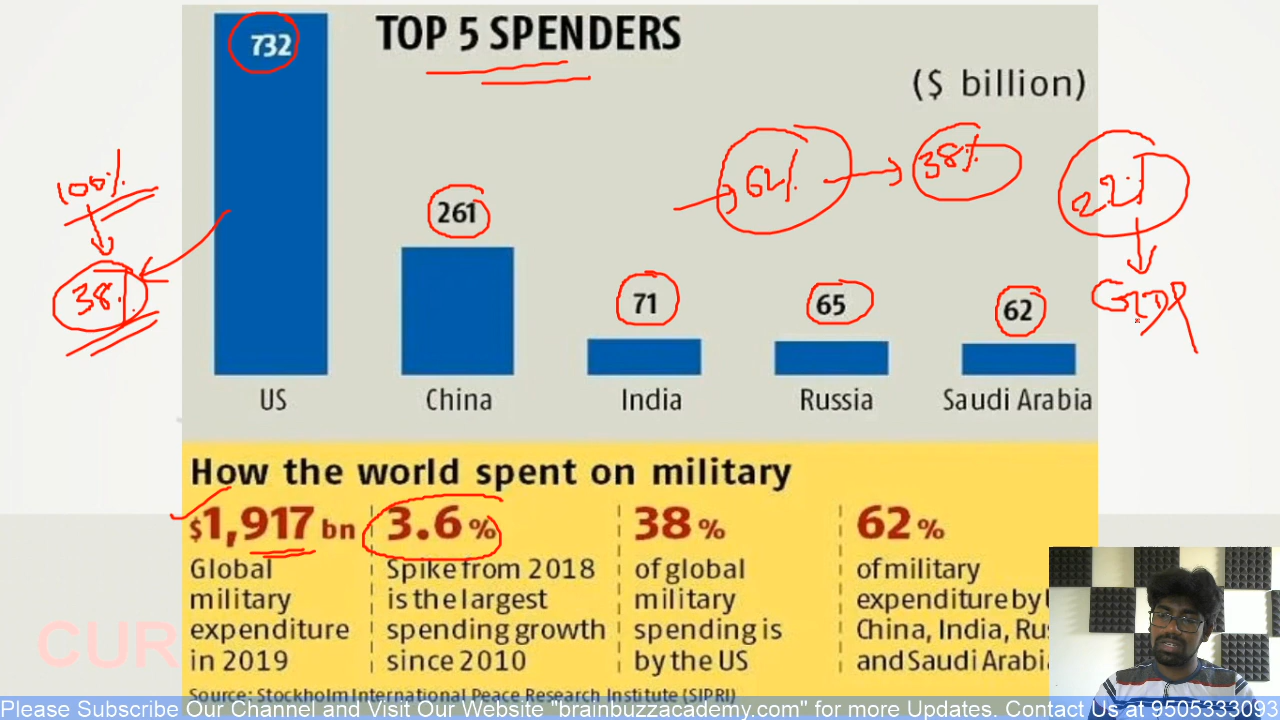 732
TOP 5 SPENDERS
($ billion)
100%
38%
62%
38%
2.2%
GDP
261
71
65
62
US
China
India
Russia
Saudi Arabia
How the world spent on military
$1,917 bn
Global
military
expenditure
in 2019
3.6 %
Spike from 2018
is the largest
spending growth
since 2010
38 %
of global
military
spending is
by the US
62 %
of military
expenditure by U
China, India, Rus
and Saudi Arabi
CUR
Source: Stockholm International Peace Research Institute (SIPRI)
Please Subscribe Our Channel and Visit Our Website "brainbuzzacademy.com" for more Updates. Contact Us at 9505333093